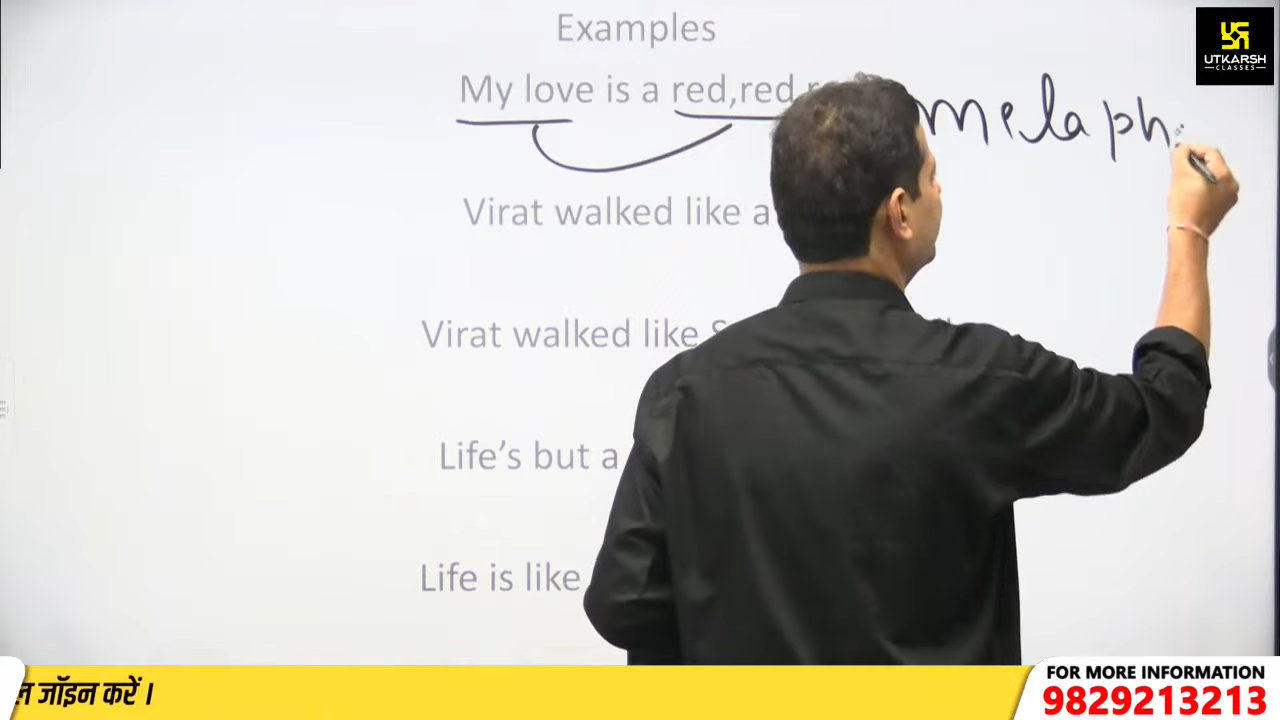 Examples
UTKARSH
CLASSES
My love is a red,red
metaph
Virat walked like a
Virat walked like
Life's but a
Life is like
जॉइन करें ।
FOR MORE INFORMATION
9829213213